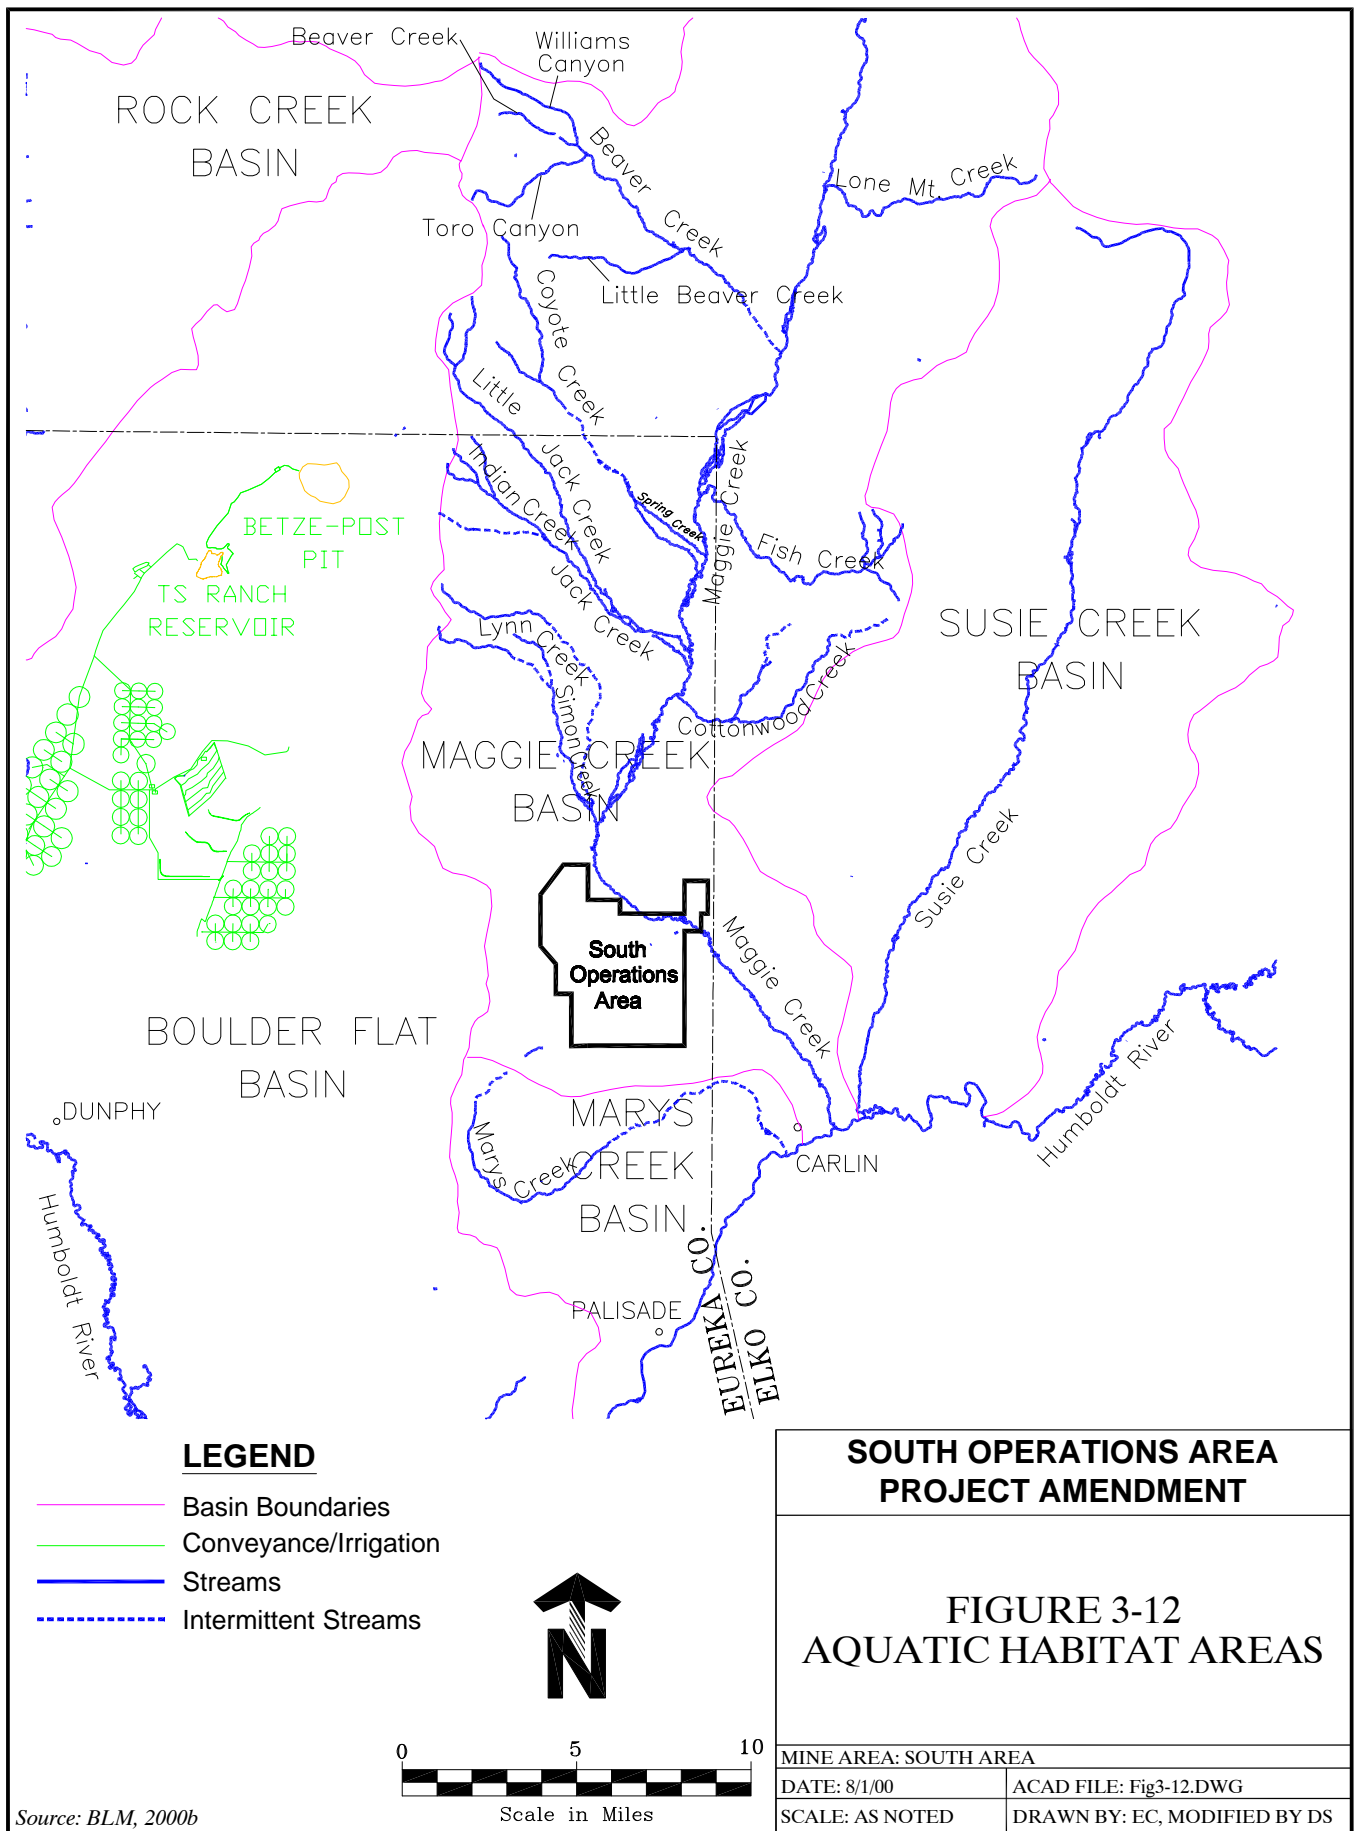 Beaver Creek
Williams
Canyon
ROCK CREEK
BASIN
Beaver Creek
Lone Mt. Creek
Toro Canyon
Little Beaver Creek
Coyote Creek
Little Jack Creek
Indian Creek
Jack Creek
Spring Creek
Maggie Creek
Fish Creek
BETZE-POST
PIT
TS RANCH
RESERVOIR
Lynn Creek
Simon Creek
Cottonwood Creek
SUSIE CREEK
BASIN
MAGGIE CREEK
BASIN
Susie Creek
South
Operations
Area
Maggie Creek
BOULDER FLAT
BASIN
Humboldt River
DUNPHY
MARYS
CREEK
BASIN
Marys Creek
CARLIN
Humboldt River
PALISADE
EUREKA CO.
ELKO CO.
LEGEND
Basin Boundaries
Conveyance/Irrigation
Streams
Intermittent Streams
N
0 5 10
Scale in Miles
Source: BLM, 2000b
SOUTH OPERATIONS AREA
PROJECT AMENDMENT
FIGURE 3-12
AQUATIC HABITAT AREAS
MINE AREA: SOUTH AREA
DATE: 8/1/00
ACAD FILE: Fig3-12.DWG
SCALE: AS NOTED
DRAWN BY: EC, MODIFIED BY DS